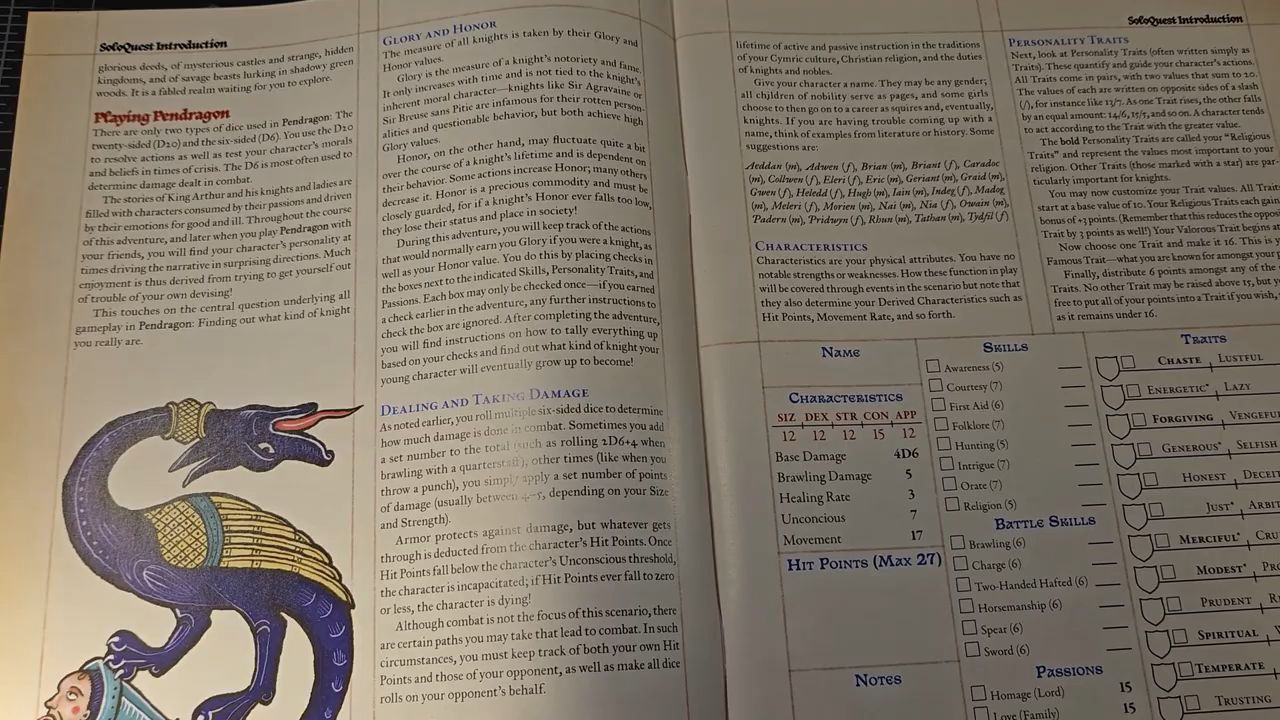 SoloQuest Introduction
glorious deeds, of mysterious castles and strange, hidden
kingdoms, and of savage beasts lurking in shadowy green
woods. It is a fabled realm waiting for you to explore.
Playing Pendragon
There are only two types of dice used in Pendragon: The
twenty-sided (D20) and the six-sided (D6). You use the D20
to resolve actions as well as test your character's morals
and beliefs in times of crisis. The D6 is most often used to
determine damage dealt in combat.
The stories of King Arthur and his knights and ladies are
filled with characters consumed by their passions and driven
by their emotions for good and ill. Throughout the course
of this adventure, and later when you play Pendragon with
your friends, you will find your character's personality at
times driving the narrative in surprising directions. Much
enjoyment is thus derived from trying to get yourself out
of trouble of your own devising!
This touches on the central question underlying all
gameplay in Pendragon: Finding out what kind of knight
you really are.
Glory and Honor
The measure of all knights is taken by their Glory and
Honor values.
Glory is the measure of a knight's notoriety and fame.
It only increases with time and is not tied to the knight's
inherent moral character—knights like Sir Agravaine or
Sir Breuse sans Pitie are infamous for their rotten person-
alities and questionable behavior, but both achieve high
Glory values.
Honor, on the other hand, may fluctuate quite a bit
over the course of a knight's lifetime and is dependent on
their behavior. Some actions increase Honor; many others
decrease it. Honor is a precious commodity and must be
closely guarded, for if a knight's Honor ever falls too low,
they lose their status and place in society!
During this adventure, you will keep track of the actions
that would normally earn you Glory if you were a knight, as
well as your Honor value. You do this by placing checks in
the boxes next to the indicated Skills, Personality Traits, and
Passions. Each box may only be checked once—if you earned
a check earlier in the adventure, any further instructions to
check the box are ignored. After completing the adventure,
you will find instructions on how to tally everything up
based on your checks and find out what kind of knight your
young character will eventually grow up to become!
Dealing and Taking Damage
As noted earlier, you roll multiple six-sided dice to determine
how much damage is done in combat. Sometimes you add
a set number to the total (such as rolling 2D6+4 when
brawling with a quarterstaff), other times (like when you
throw a punch), you simply apply a set number of points
of damage (usually between 4–5, depending on your Size
and Strength).
Armor protects against damage, but whatever gets
through is deducted from the character's Hit Points. Once
Hit Points fall below the character's Unconscious threshold,
the character is incapacitated; if Hit Points ever fall to zero
or less, the character is dying!
Although combat is not the focus of this scenario, there
are certain paths you may take that lead to combat. In such
circumstances, you must keep track of both your own Hit
Points and those of your opponent, as well as make all dice
rolls on your opponent's behalf.
SoloQuest Introduction
lifetime of active and passive instruction in the traditions
of your Cymric culture, Christian religion, and the duties
of knights and nobles.
Give your character a name. They may be any gender;
all children of nobility serve as pages, and some girls
choose to then go on to a career as squires and, eventually,
knights. If you are having trouble coming up with a
name, think of examples from literature or history. Some
suggestions are:
Aeddan (m), Adwen (f), Brian (m), Briant (f), Caradoc
(m), Collwen (f), Eleri (f), Eric (m), Geriant (m), Graid (m),
Gwen (f), Heledd (f), Hugh (m), Iain (m), Indeg (f), Madog
(m), Meleri (f), Morien (m), Nai (m), Nia (f), Owain (m),
Padern (m), Pridwyn (f), Rhun (m), Tathan (m), Tydfil (f)
Characteristics
Characteristics are your physical attributes. You have no
notable strengths or weaknesses. How these function in play
will be covered through events in the scenario but note that
they also determine your Derived Characteristics such as
Hit Points, Movement Rate, and so forth.
Personality Traits
Next, look at Personality Traits (often written simply as
Traits). These quantify and guide your character's actions.
All Traits come in pairs, with two values that sum to 20.
The values of each are written on opposite sides of a slash
(/), for instance like 13/7. As one Trait rises, the other falls
by an equal amount: 14/6, 15/5, and so on. A character tends
to act according to the Trait with the greater value.
The bold Personality Traits are called your "Religious
Traits" and represent the values most important to your
religion. Other Traits (those marked with a star) are par-
ticularly important for knights.
You may now customize your Trait values. All Trait
start at a base value of 10. Your Religious Traits each gain
bonus of +3 points. (Remember that this reduces the oppos
Trait by 3 points as well!) Your Valorous Trait begins at
Now choose one Trait and make it 16. This is y
Famous Trait—what you are known for amongst your
Finally, distribute 6 points amongst any of the
Traits. No other Trait may be raised above 15, but yo
free to put all of your points into a Trait if you wish,
as it remains under 16.
Name
Characteristics
SIZ DEX STR CON APP
12 12 12 15 12
Base Damage 4D6
Brawling Damage 5
Healing Rate 3
Unconcious 7
Movement 17
Hit Points (Max 27)
Notes
Skills
Awareness (5)
Courtesy (7)
First Aid (6)
Folklore (7)
Hunting (5)
Intrigue (7)
Orate (7)
Religion (5)
Battle Skills
Brawling (6)
Charge (6)
Two-Handed Hafted (6)
Horsemanship (6)
Spear (6)
Sword (6)
Passions
Homage (Lord) 15
Love (Family) 15
Traits
Chaste / Lustful
Energetic* / Lazy
Forgiving / Vengefu
Generous* / Selfish
Honest / Deceit
Just* / Arbit
Merciful* / Cru
Modest* / Pro
Prudent / R
Spiritual /
Temperate /
Trusting